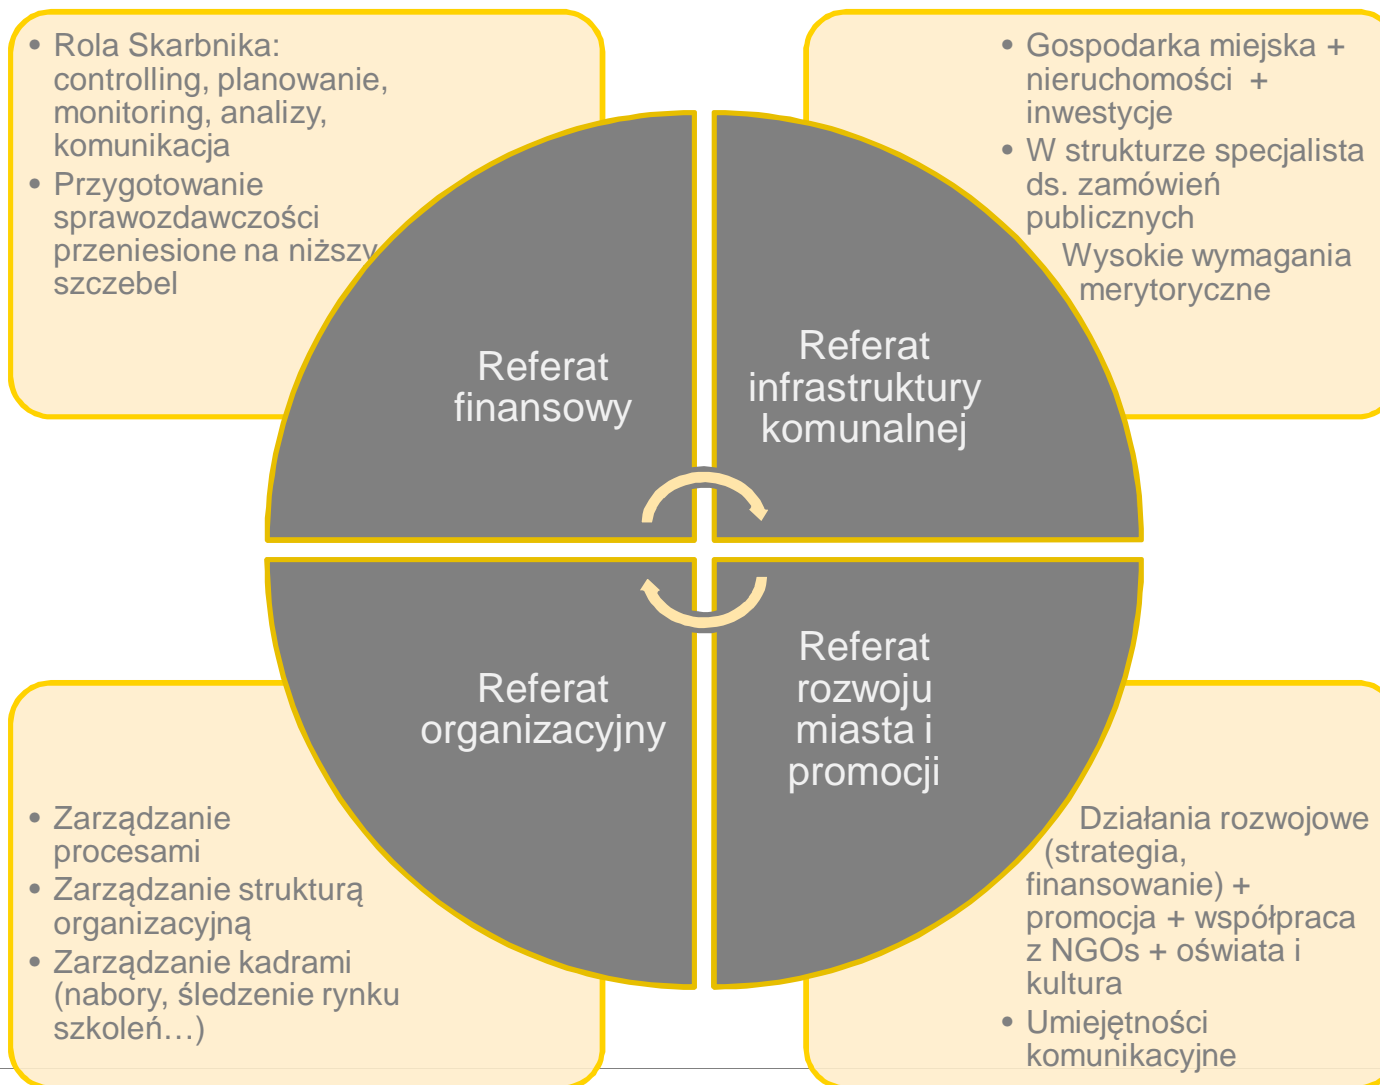 • Rola Skarbnika:
controlling, planowanie,
monitoring, analizy,
komunikacja
• Przygotowanie
sprawozdawczości
przeniesione na niższy
szczebel
• Gospodarka miejska +
nieruchomości +
inwestycje
• W strukturze specjalista
ds. zamówień
publicznych
Wysokie wymagania
merytoryczne
Referat
finansowy
Referat
infrastruktury
komunalnej
Referat
organizacyjny
Referat
rozwoju
miasta i
promocji
• Zarządzanie
procesami
• Zarządzanie strukturą
organizacyjną
• Zarządzanie kadrami
(nabory, śledzenie rynku
szkoleń…)
Działania rozwojowe
(strategia,
finansowanie) +
promocja + współpraca
z NGOs + oświata i
kultura
• Umiejętności
komunikacyjne